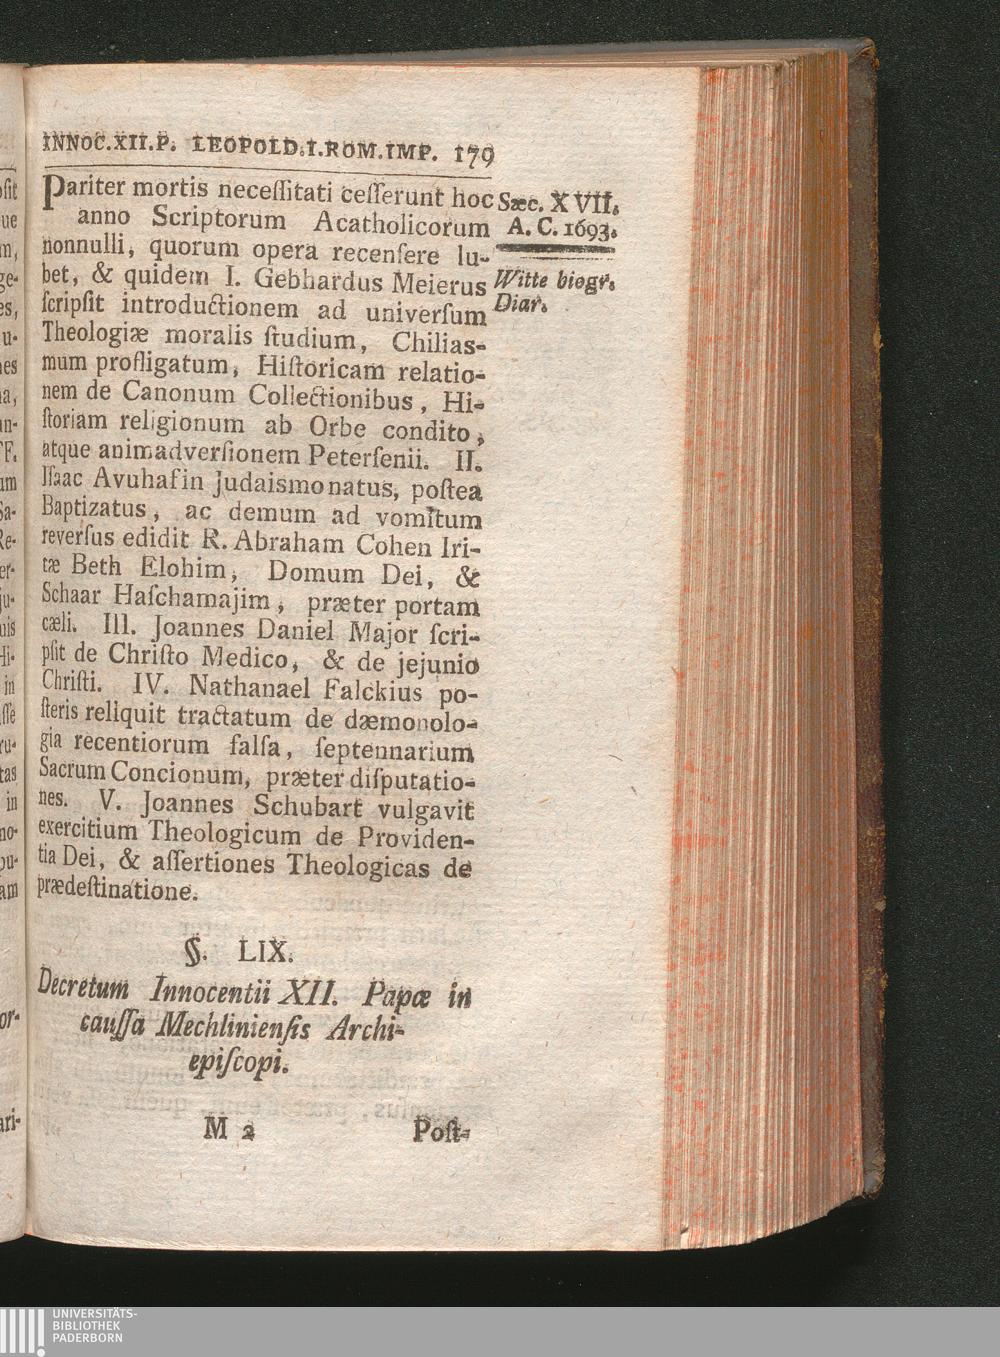 INNOC.XII.P. LEOPOLD.I.ROM.IMP. 179
Pariter mortis neceſſitati ceſſerunt hoc
anno Scriptorum Acatholicorum
nonnulli, quorum opera recenſere lu-
bet, & quidem I. Gebhardus Meierus
ſcripſit introductionem ad univerſum
Theologiæ moralis ſtudium, Chilias-
mum profligatum, Hiſtoricam relatio-
nem de Canonum Collectionibus, Hi-
ſtoriam religionum ab Orbe condito,
atque animadverſionem Peterſenii. II.
Iſaac Avuhafin Judaismo natus, poſtea
Baptizatus, ac demum ad vomitum
reverſus edidit R. Abraham Cohen Iri-
tæ Beth Elohim, Domum Dei, &
Schaar Haſchamajim, præter portam
cæli. III. Joannes Daniel Major ſcri-
pſit de Chriſto Medico, & de jejunio
Chriſti. IV. Nathanael Falckius po-
ſteris reliquit tractatum de dæmonolo-
gia recentiorum falſa, ſeptennarium
Sacrum Concionum, præter diſputatio-
nes. V. Joannes Schubart vulgavit
exercitium Theologicum de Providen-
tia Dei, & aſſertiones Theologicas de
prædeſtinatione.
Sæc. XVII.
A. C. 1693.
Witte biogr.
Diar.
§. LIX.
Decretum Innocentii XII. Papæ in
cauſſa Mechlinienſis Archi-
epiſcopi.
M 2 Poſt-
UNIVERSITÄTS-
BIBLIOTHEK
PADERBORN